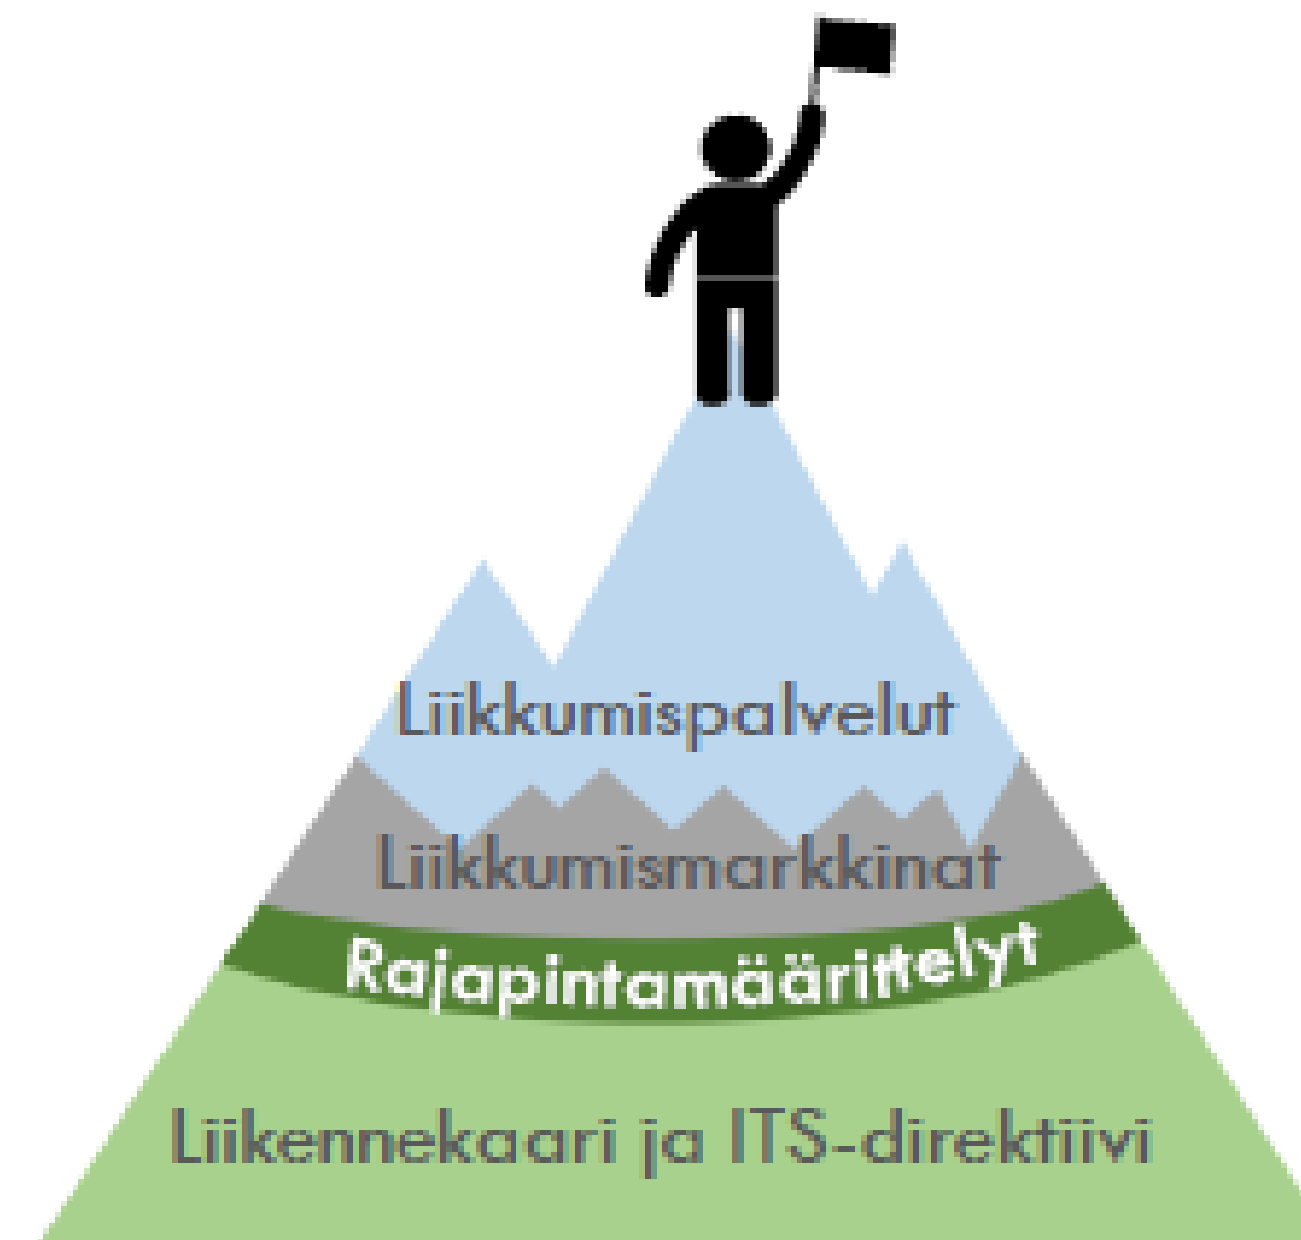 Liikkumispalvelut
Liikkumismarkkinat
Rajapintamäärittelyt
Liikennekaari ja ITS-direktiivi